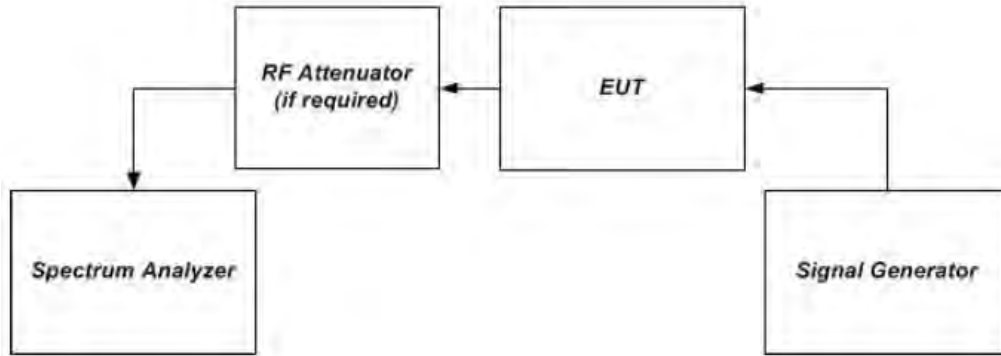 RF Attenuator
(if required)
EUT
Spectrum Analyzer
Signal Generator